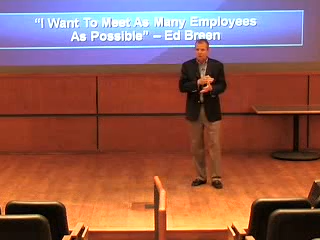 “I Want To Meet As Many Employees
As Possible” – Ed Breen